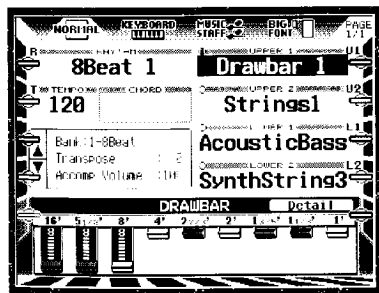 NORMAL KEYBOARD MUSIC STAFF BIG FONT PAGE 1/1
R U1
8Beat 1 Drawbar 1
T TEMPO CHORD UPPER 2 U2
120 Strings1
L1
Bank:1-8Beat AcousticBass
Transpose :
LOWER 2 L2
Accomp Volume : SynthString3
DRAWBAR Detail
16' 8' 4' 2' 1'